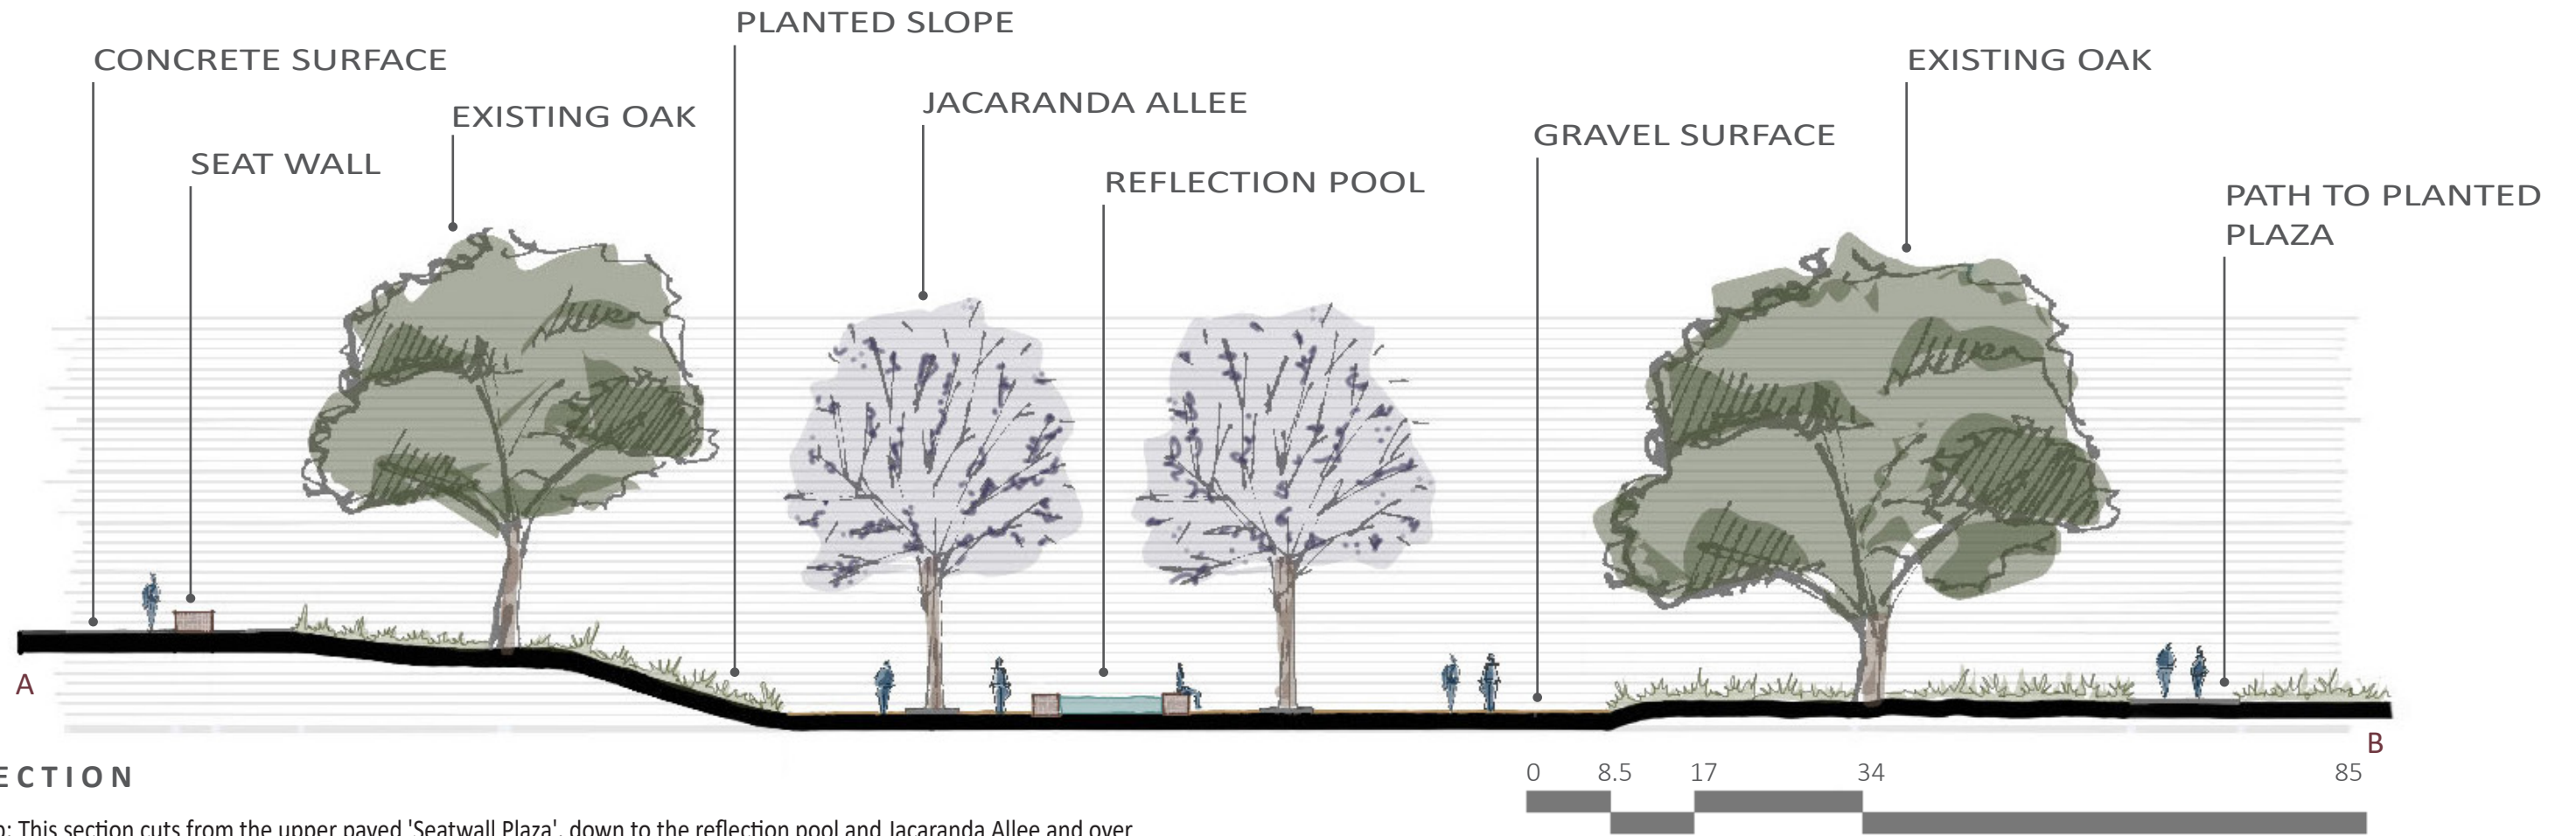 PLANTED SLOPE
CONCRETE SURFACE
EXISTING OAK
JACARANDA ALLEE
EXISTING OAK
GRAVEL SURFACE
SEAT WALL
REFLECTION POOL
PATH TO PLANTED
PLAZA
A
B
0 8.5 17 34 85
ECTION
: This section cuts from the upper paved 'Seatwall Plaza', down to the reflection pool and Jacaranda Allee and over